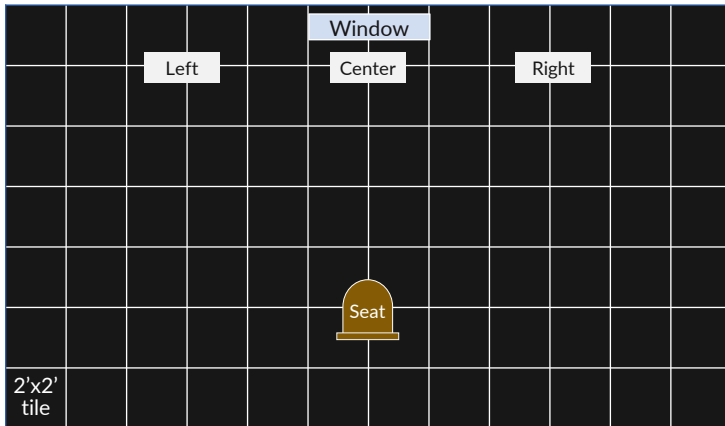 Window
Left
Center
Right
Seat
2’x2’
tile